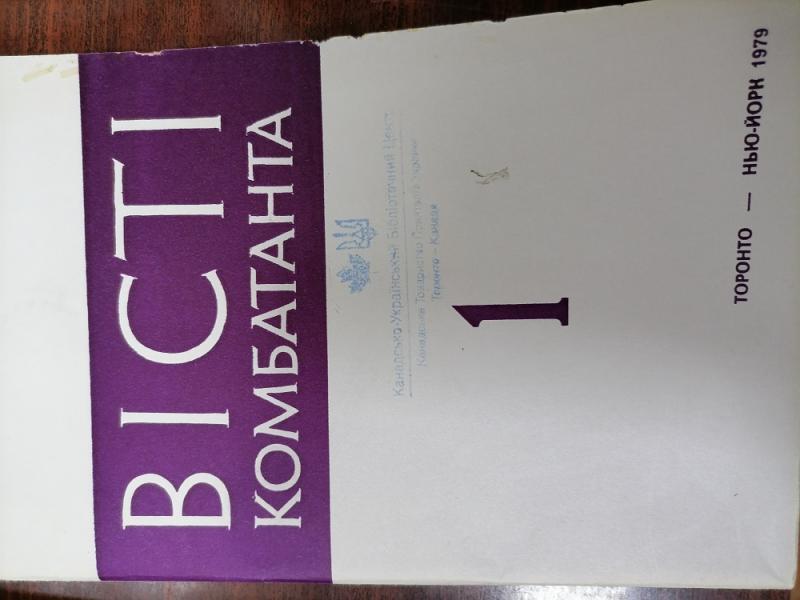 ВІСТІ
КОМБАТАНТА
Канадсько-Український Бібліотечний Центр
Канадське Товариство Приятелів України
Торонто - Канада
1
ТОРОНТО — НЬЮ-ЙОРК 1979